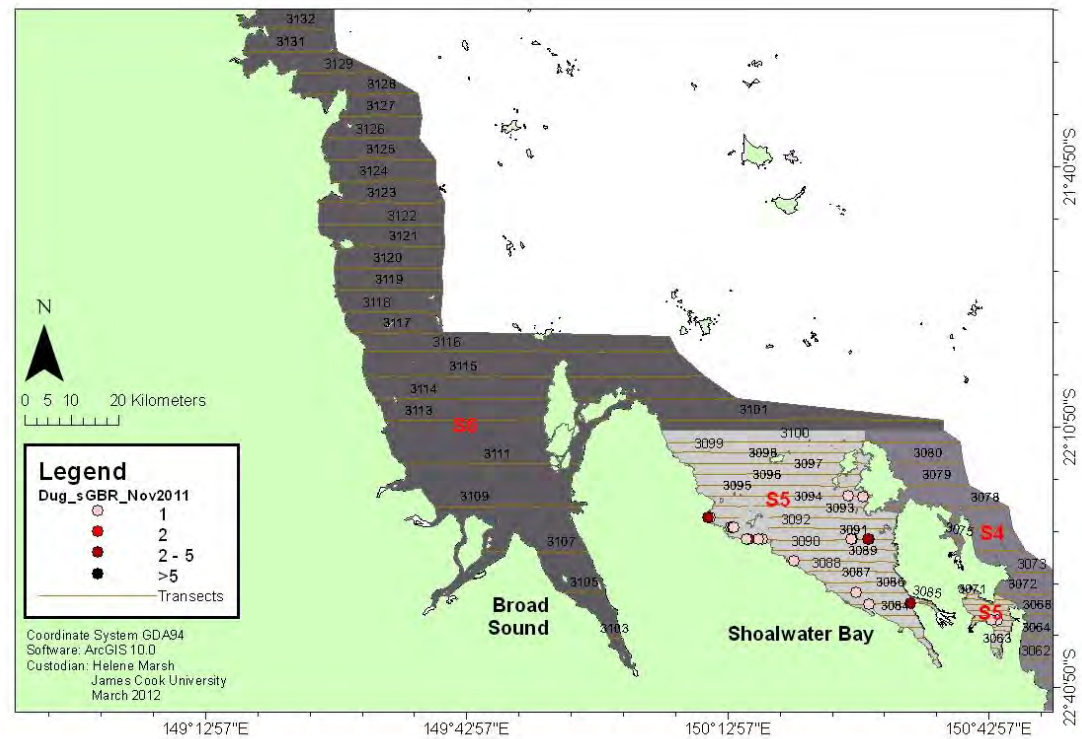 3132
3131
3129
3128
3127
3126
3125
3124
3123
3122
3121
3120
3119
3118
3117
3116
3115
3114
3113
S6
3111
3109
3107
3105
3103
3101
3100
3099
3098
3097
3096
3095
3094
S5
3093
3092
3091
3090
3089
3088
3087
3086
3085
3084
3080
3079
3078
S4
3075
3073
3072
3071
3068
S5
3064
3063
3062
Broad
Sound
Shoalwater Bay
N
0 5 10 20 Kilometers
Legend
Dug_sGBR_Nov2011
1
2
2 - 5
>5
Transects
Coordinate System GDA94
Software: ArcGIS 10.0
Custodian: Helene Marsh
James Cook University
March 2012
149°12'57"E
149°42'57"E
150°12'57"E
150°42'57"E
21°40'50"S
22°10'50"S
22°40'50"S